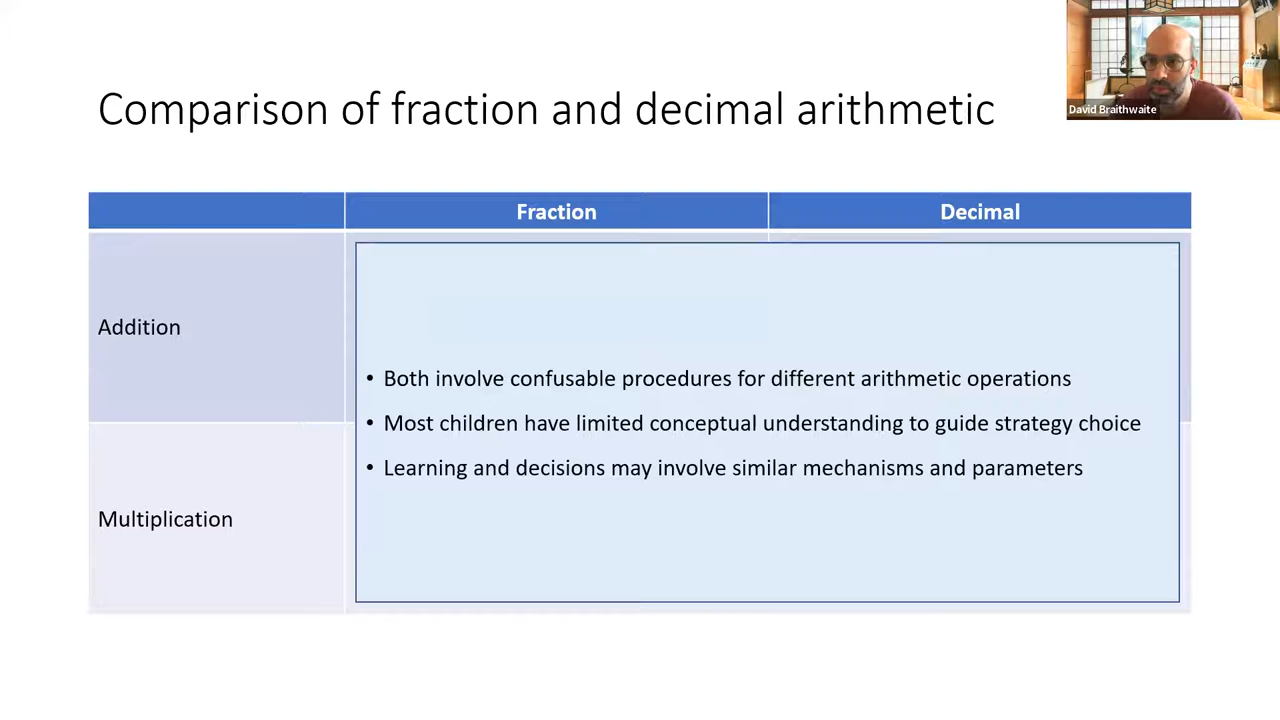 David Braithwaite
Comparison of fraction and decimal arithmetic
Fraction
Decimal
Addition
• Both involve confusable procedures for different arithmetic operations
• Most children have limited conceptual understanding to guide strategy choice
• Learning and decisions may involve similar mechanisms and parameters
Multiplication